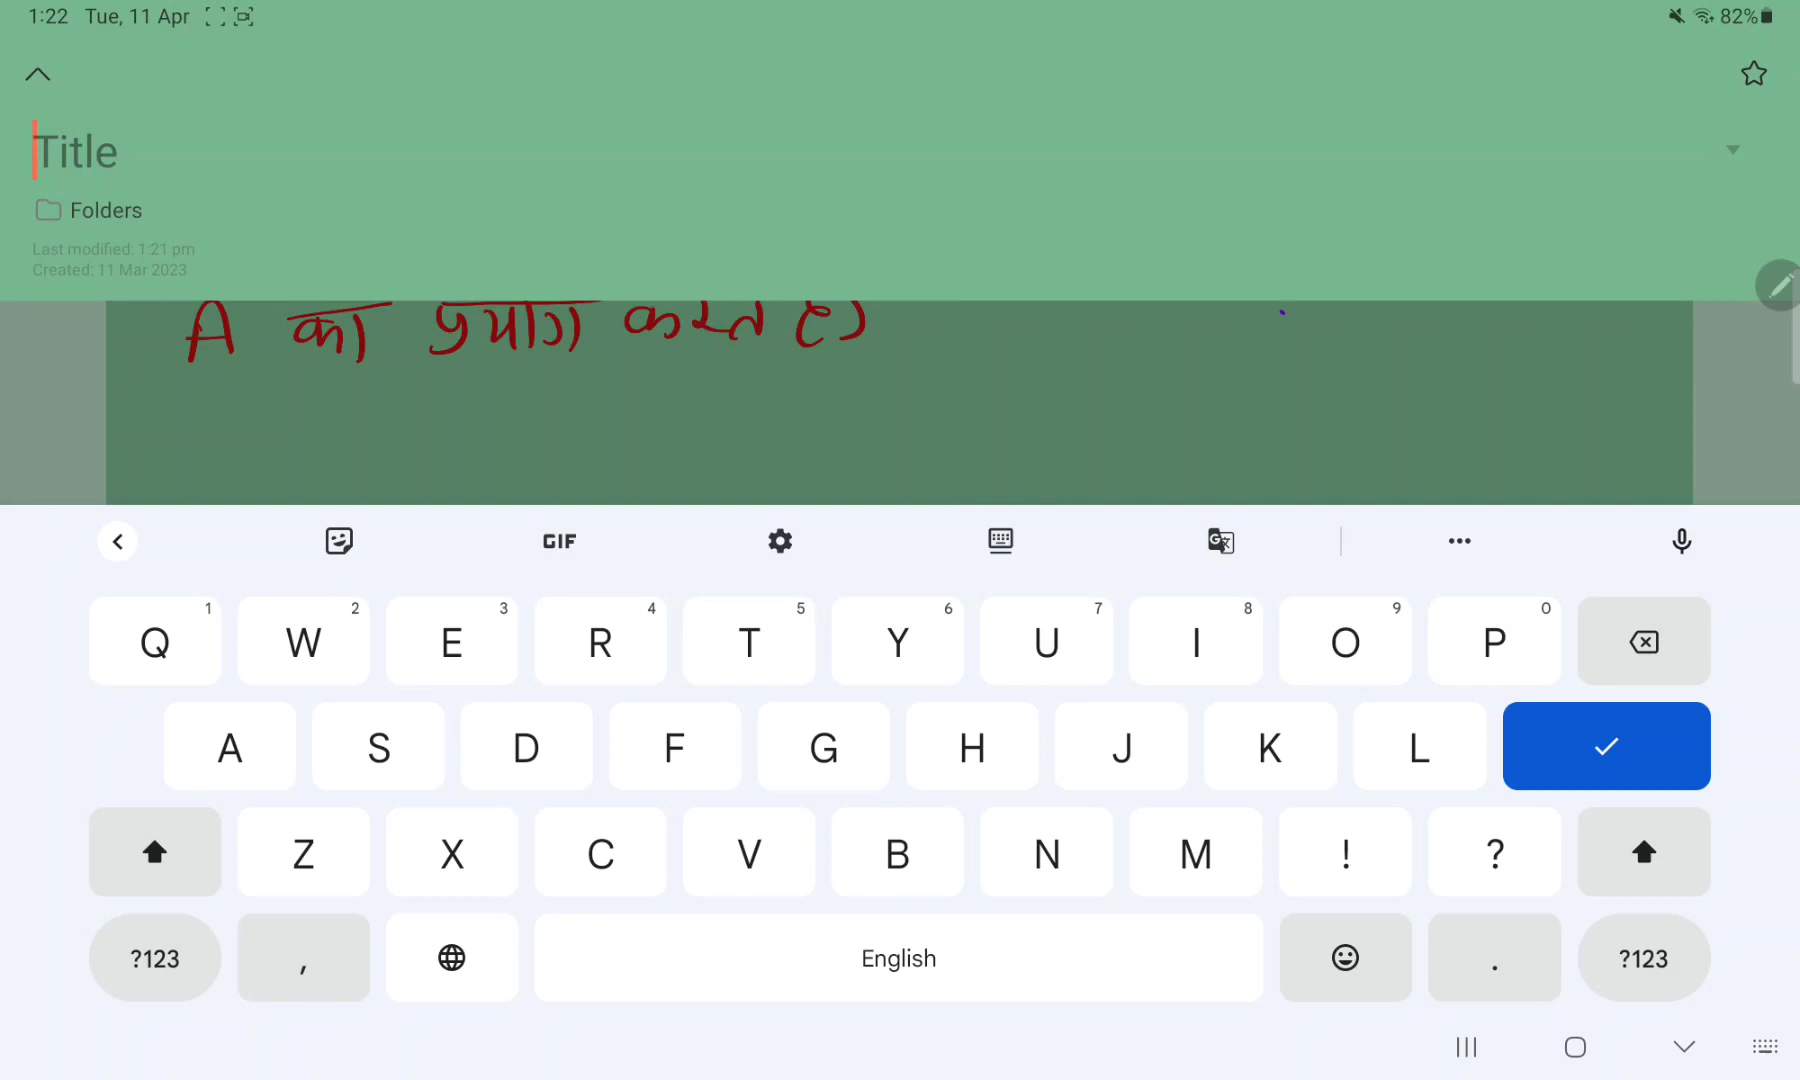 1:22 Tue, 11 Apr 82%
Title
Folders
Last modified: 1:21 pm
Created: 11 Mar 2023
A का प्रयोग करते है
GIF
Q 1 W 2 E 3 R 4 T 5 Y 6 U 7 I 8 O 9 P 0
A S D F G H J K L
Z X C V B N M ! ?
?123 , English . ?123